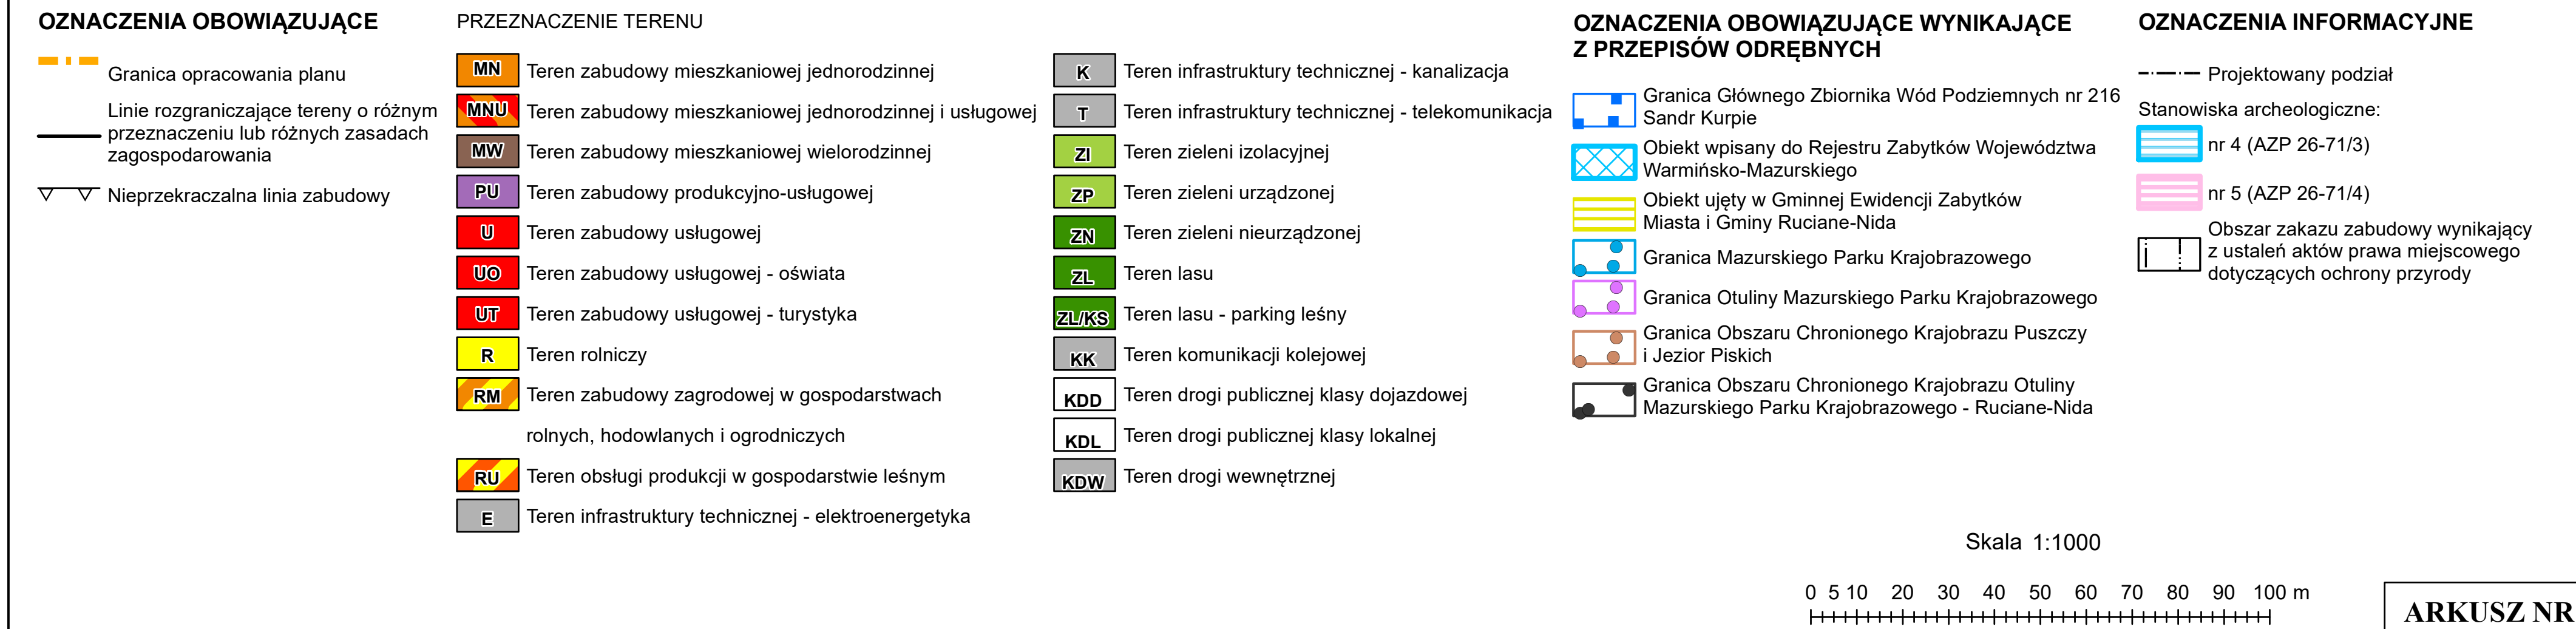 OZNACZENIA OBOWIĄZUJĄCE
Granica opracowania planu
Linie rozgraniczające tereny o różnym
przeznaczeniu lub różnych zasadach
zagospodarowania
Nieprzekraczalna linia zabudowy
PRZEZNACZENIE TERENU
MN Teren zabudowy mieszkaniowej jednorodzinnej
MNU Teren zabudowy mieszkaniowej jednorodzinnej i usługowej
MW Teren zabudowy mieszkaniowej wielorodzinnej
PU Teren zabudowy produkcyjno-usługowej
U Teren zabudowy usługowej
UO Teren zabudowy usługowej - oświata
UT Teren zabudowy usługowej - turystyka
R Teren rolniczy
RM Teren zabudowy zagrodowej w gospodarstwach
rolnych, hodowlanych i ogrodniczych
RU Teren obsługi produkcji w gospodarstwie leśnym
E Teren infrastruktury technicznej - elektroenergetyka
K Teren infrastruktury technicznej - kanalizacja
T Teren infrastruktury technicznej - telekomunikacja
ZI Teren zieleni izolacyjnej
ZP Teren zieleni urządzonej
ZN Teren zieleni nieurządzonej
ZL Teren lasu
ZL/KS Teren lasu - parking leśny
KK Teren komunikacji kolejowej
KDD Teren drogi publicznej klasy dojazdowej
KDL Teren drogi publicznej klasy lokalnej
KDW Teren drogi wewnętrznej
OZNACZENIA OBOWIĄZUJĄCE WYNIKAJĄCE
Z PRZEPISÓW ODRĘBNYCH
Granica Głównego Zbiornika Wód Podziemnych nr 216
Sandr Kurpie
Obiekt wpisany do Rejestru Zabytków Województwa
Warmińsko-Mazurskiego
Obiekt ujęty w Gminnej Ewidencji Zabytków
Miasta i Gminy Ruciane-Nida
Granica Mazurskiego Parku Krajobrazowego
Granica Otuliny Mazurskiego Parku Krajobrazowego
Granica Obszaru Chronionego Krajobrazu Puszczy
i Jezior Piskich
Granica Obszaru Chronionego Krajobrazu Otuliny
Mazurskiego Parku Krajobrazowego - Ruciane-Nida
OZNACZENIA INFORMACYJNE
Projektowany podział
Stanowiska archeologiczne:
nr 4 (AZP 26-71/3)
nr 5 (AZP 26-71/4)
Obszar zakazu zabudowy wynikający
z ustaleń aktów prawa miejscowego
dotyczących ochrony przyrody
Skala 1:1000
0 5 10 20 30 40 50 60 70 80 90 100 m
ARKUSZ NR